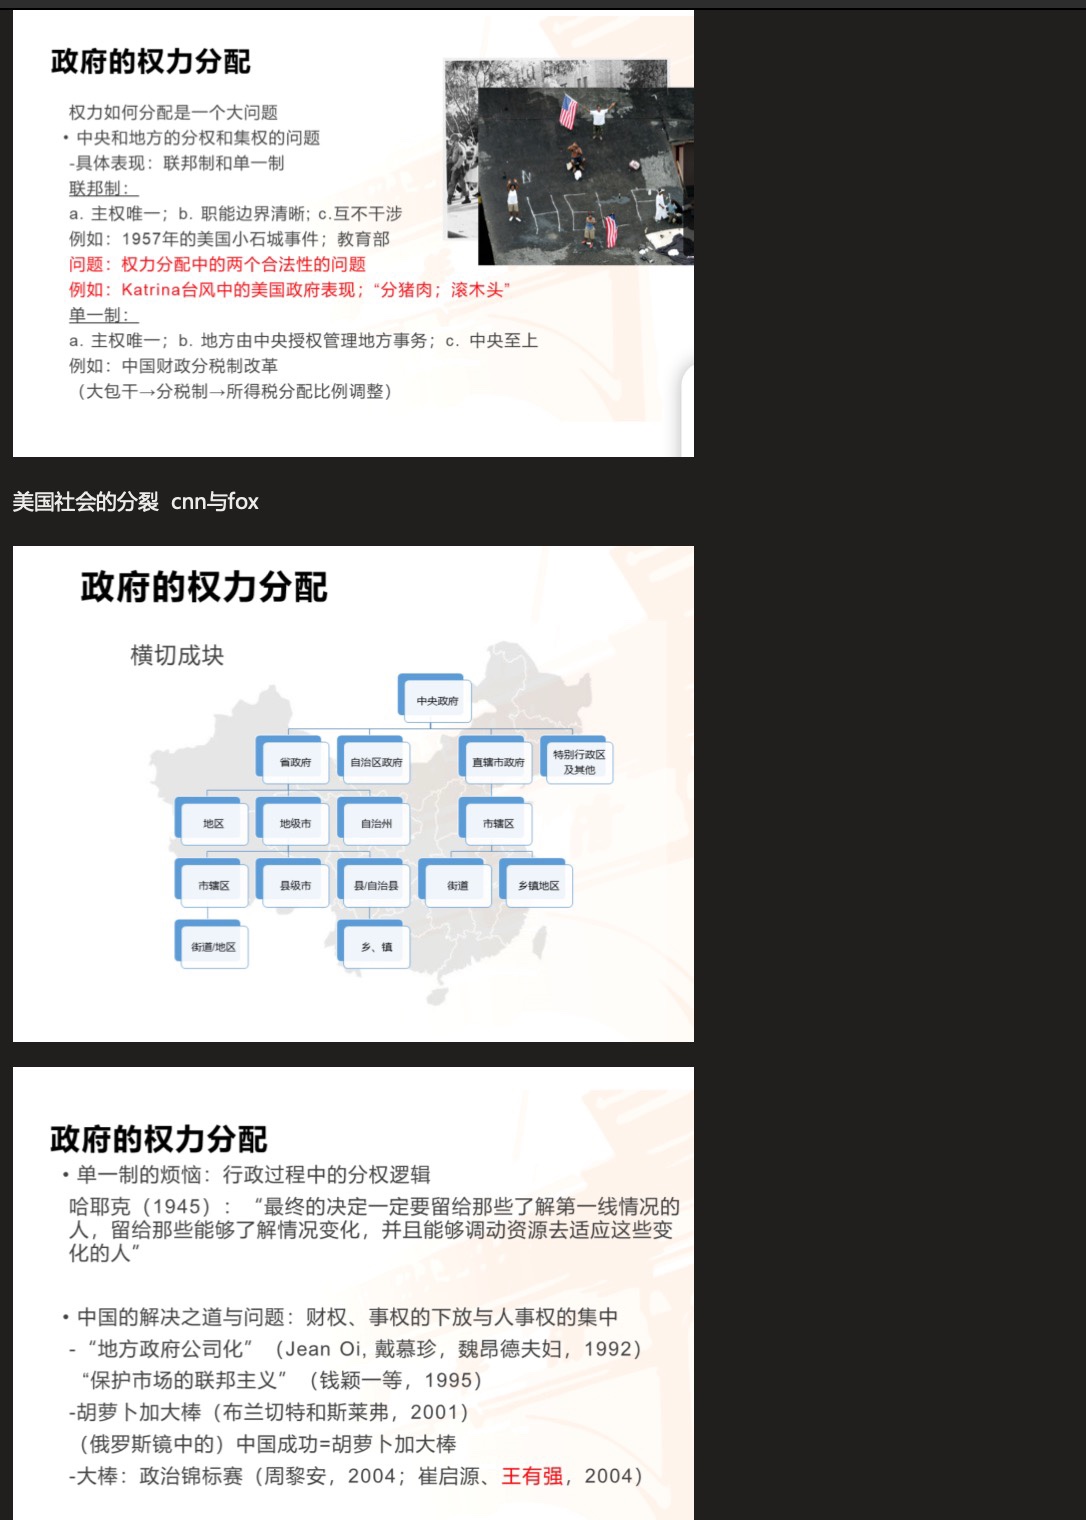 政府的权力分配
权力如何分配是一个大问题
• 中央和地方的分权和集权的问题
-具体表现：联邦制和单一制
联邦制：
a. 主权唯一；b. 职能边界清晰; c.互不干涉
例如：1957年的美国小石城事件；教育部
问题：权力分配中的两个合法性的问题
例如：Katrina台风中的美国政府表现；“分猪肉；滚木头”
单一制：
a. 主权唯一；b. 地方由中央授权管理地方事务；c. 中央至上
例如：中国财政分税制改革
（大包干→分税制→所得税分配比例调整）
HELP
美国社会的分裂 cnn与fox
政府的权力分配
横切成块
中央政府
省政府
自治区政府
直辖市政府
特别行政区
及其他
地区
地级市
自治州
市辖区
市辖区
县级市
县/自治县
街道
乡镇地区
街道/地区
乡、镇
政府的权力分配
• 单一制的烦恼：行政过程中的分权逻辑
哈耶克（1945）：“最终的决定一定要留给那些了解第一线情况的
人，留给那些能够了解情况变化，并且能够调动资源去适应这些变
化的人”
• 中国的解决之道与问题：财权、事权的下放与人事权的集中
-“地方政府公司化”（Jean Oi, 戴慕珍，魏昂德夫妇，1992）
“保护市场的联邦主义”（钱颖一等，1995）
-胡萝卜加大棒（布兰切特和斯莱弗，2001）
（俄罗斯镜中的）中国成功=胡萝卜加大棒
-大棒：政治锦标赛（周黎安，2004；崔启源、王有强，2004）